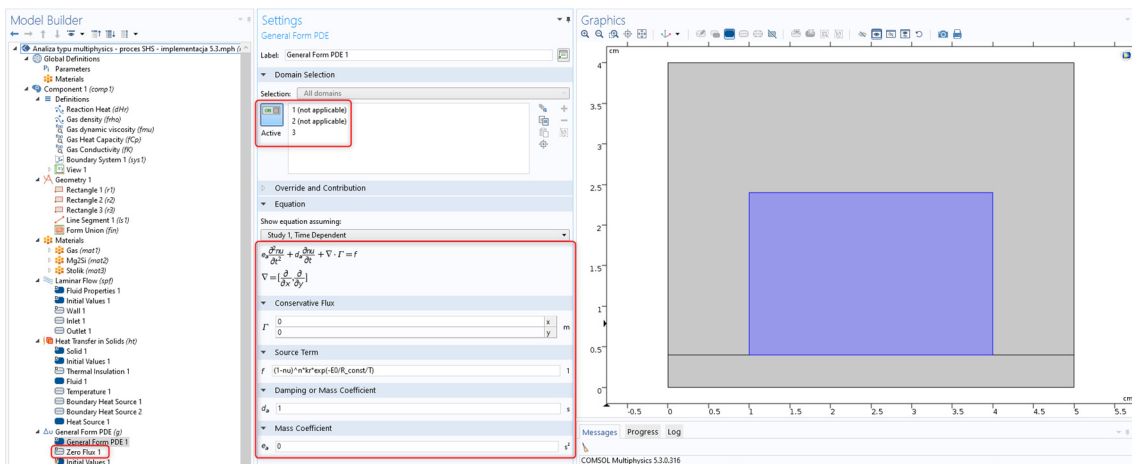 Model Builder
Analiza typu multiphysics - proces SHS - implementacja 5.3.mph (
Global Definitions
Pi Parameters
Materials
Component 1 (comp1)
Definitions
Reaction Heat (dHr)
Gas density (frho)
Gas dynamic viscosity (fmu)
Gas Heat Capacity (fCp)
Gas Conductivity (fK)
Boundary System 1 (sys1)
View 1
Geometry 1
Rectangle 1 (r1)
Rectangle 2 (r2)
Rectangle 3 (r3)
Line Segment 1 (ls1)
Form Union (fin)
Materials
Gas (mat1)
Mg2Si (mat2)
Stolik (mat3)
Laminar Flow (spf)
Fluid Properties 1
Initial Values 1
Wall 1
Inlet 1
Outlet 1
Heat Transfer in Solids (ht)
Solid 1
Initial Values 1
Thermal Insulation 1
Fluid 1
Temperature 1
Boundary Heat Source 1
Boundary Heat Source 2
Heat Source 1
Δu General Form PDE (g)
General Form PDE 1
Zero Flux 1
Initial Values 1
Settings
General Form PDE
Label: General Form PDE 1
Domain Selection
Selection: All domains
Active
1 (not applicable)
2 (not applicable)
3
Override and Contribution
Equation
Show equation assuming:
Study 1, Time Dependent
eₐ ∂²nu/∂t² + dₐ ∂nu/∂t + ∇ · Γ = f
∇ = [∂/∂x, ∂/∂y]
Conservative Flux
Γ 0 x m
0 y
Source Term
f (1-nu)^n*kr*exp(-E0/R_const/T) 1
Damping or Mass Coefficient
dₐ 1 s
Mass Coefficient
eₐ 0 s²
Graphics
cm
4
3.5
3
2.5
2
1.5
1
0.5
0
cm
-0.5 0 0.5 1 1.5 2 2.5 3 3.5 4 4.5 5 5.5
Messages Progress Log
COMSOL Multiphysics 5.3.0.316